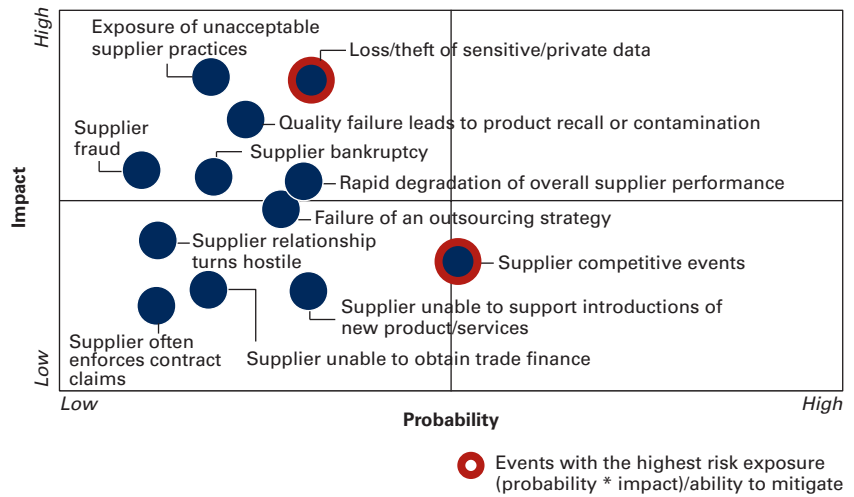 High
Exposure of unacceptable
supplier practices
Loss/theft of sensitive/private data
Quality failure leads to product recall or contamination
Supplier
fraud
Supplier bankruptcy
Rapid degradation of overall supplier performance
Impact
Failure of an outsourcing strategy
Supplier relationship
turns hostile
Supplier competitive events
Supplier unable to support introductions of
new product/services
Supplier often
enforces contract
claims
Supplier unable to obtain trade finance
Low
Low
High
Probability
Events with the highest risk exposure
(probability * impact)/ability to mitigate